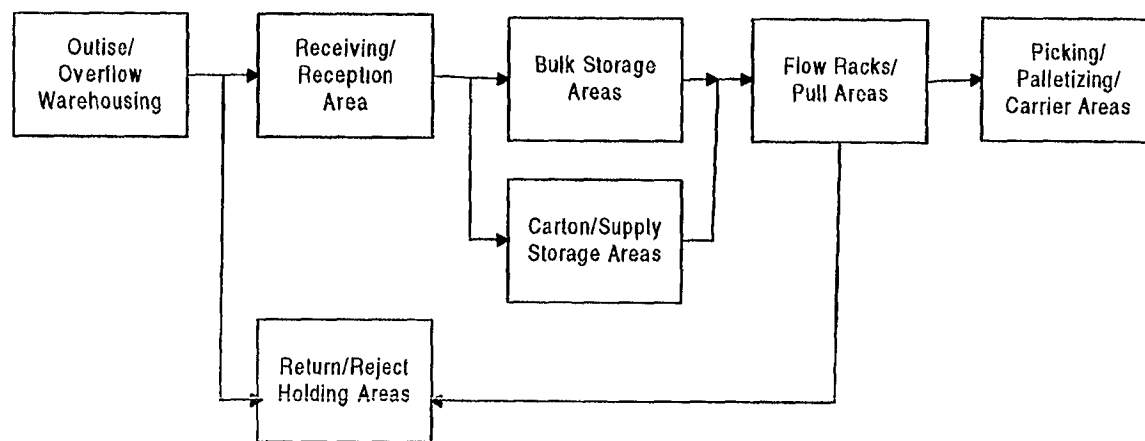 Outise/
Overflow
Warehousing
Receiving/
Reception
Area
Bulk Storage
Areas
Flow Racks/
Pull Areas
Picking/
Palletizing/
Carrier Areas
Carton/Supply
Storage Areas
Return/Reject
Holding Areas